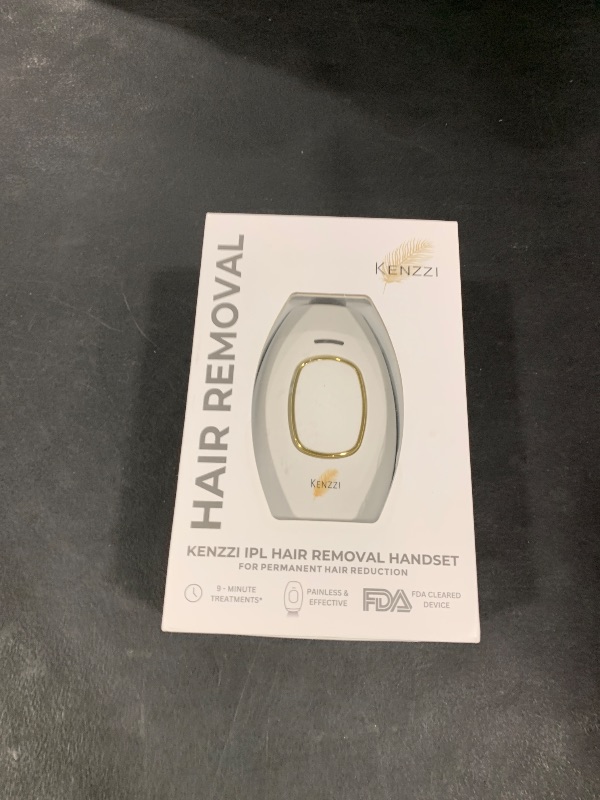 HAIR REMOVAL
KENZZI
KENZZI
KENZZI IPL HAIR REMOVAL HANDSET
FOR PERMANENT HAIR REDUCTION
9 - MINUTE
TREATMENTS*
PAINLESS &
EFFECTIVE
FDA
FDA CLEARED
DEVICE